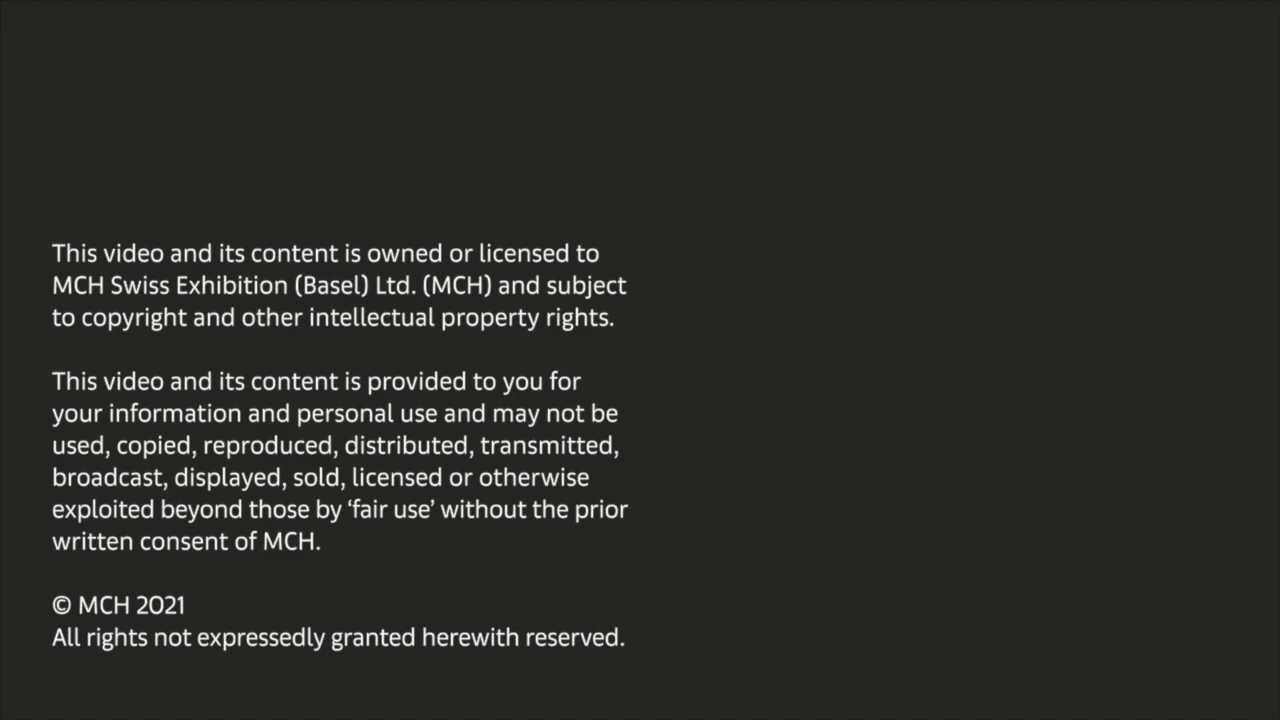 This video and its content is owned or licensed to
MCH Swiss Exhibition (Basel) Ltd. (MCH) and subject
to copyright and other intellectual property rights.
This video and its content is provided to you for
your information and personal use and may not be
used, copied, reproduced, distributed, transmitted,
broadcast, displayed, sold, licensed or otherwise
exploited beyond those by ‘fair use’ without the prior
written consent of MCH.
© MCH 2021
All rights not expressedly granted herewith reserved.